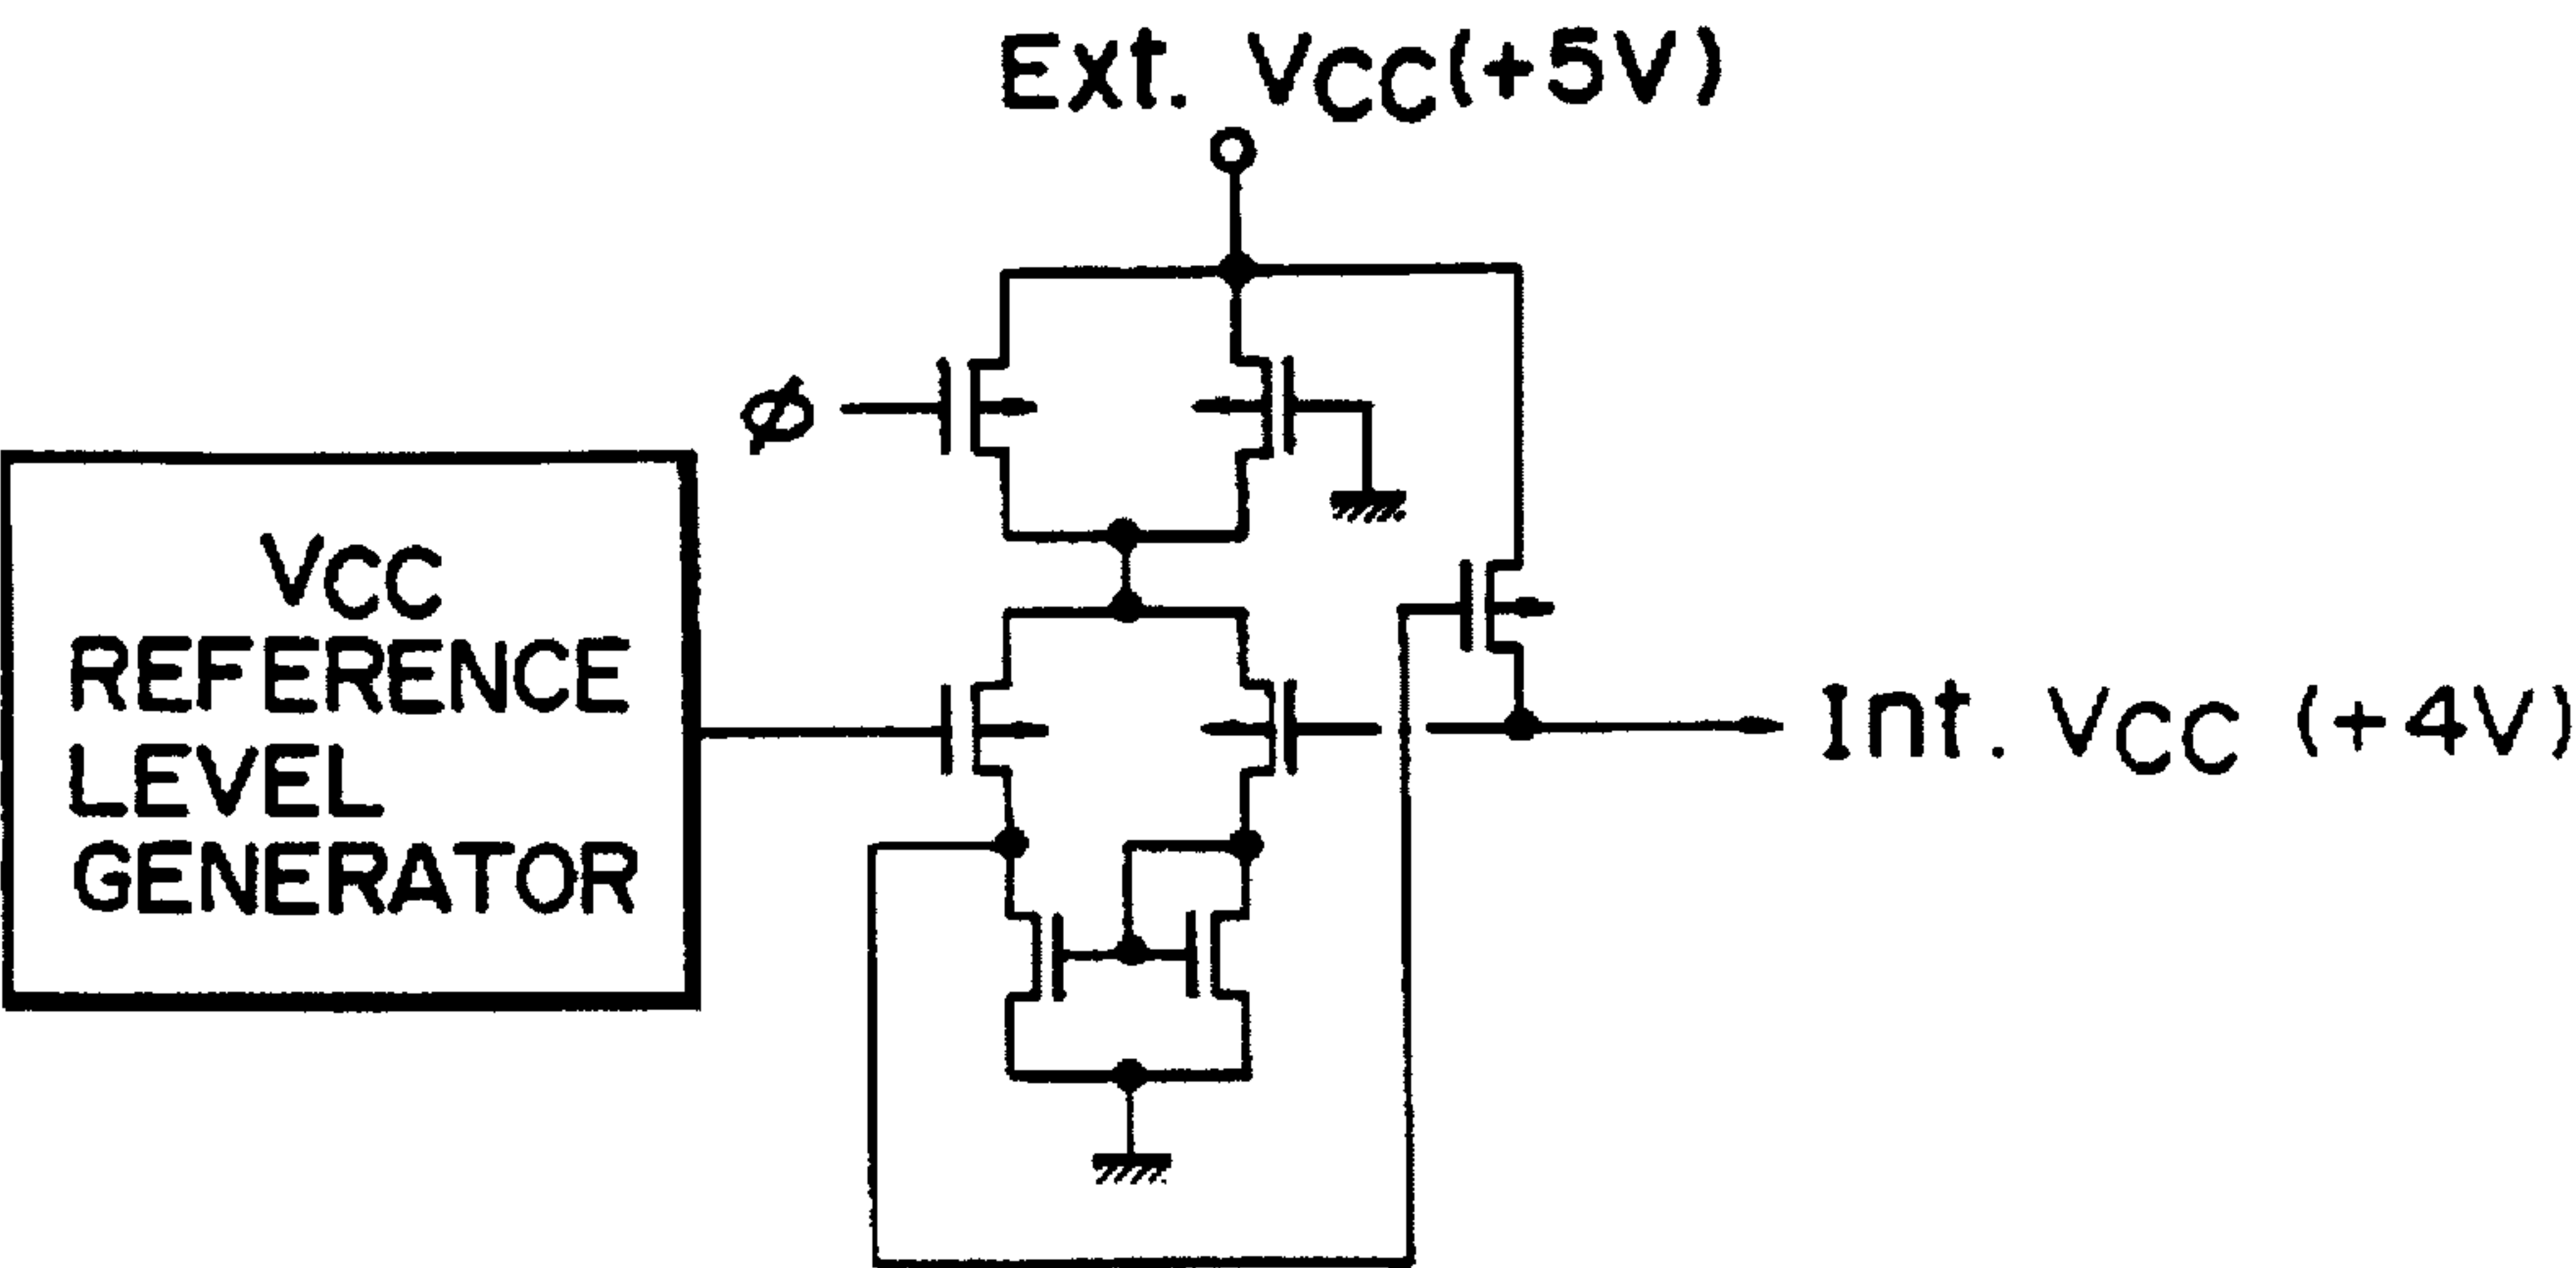 Ext. VCC(+5V)
ø
VCC
REFERENCE
LEVEL
GENERATOR
Int. VCC (+4V)